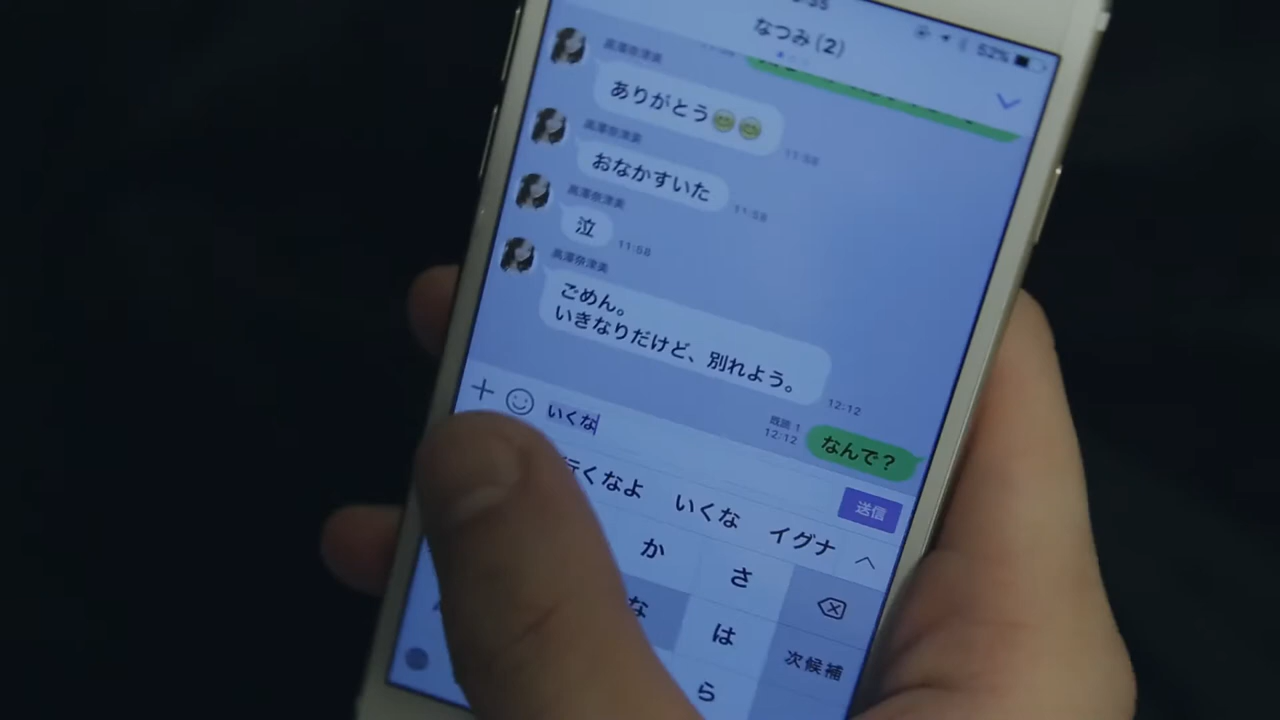 なつみ(2)
52%
高澤奈津美
ありがとう
11:58
高澤奈津美
おなかすいた
11:58
高澤奈津美
泣
11:58
高澤奈津美
ごめん。
いきなりだけど、別れよう。
12:12
既読 1
12:12
なんで？
いくな
送信
行くなよ いくな イグナ
か さ
な は
次候補
ら